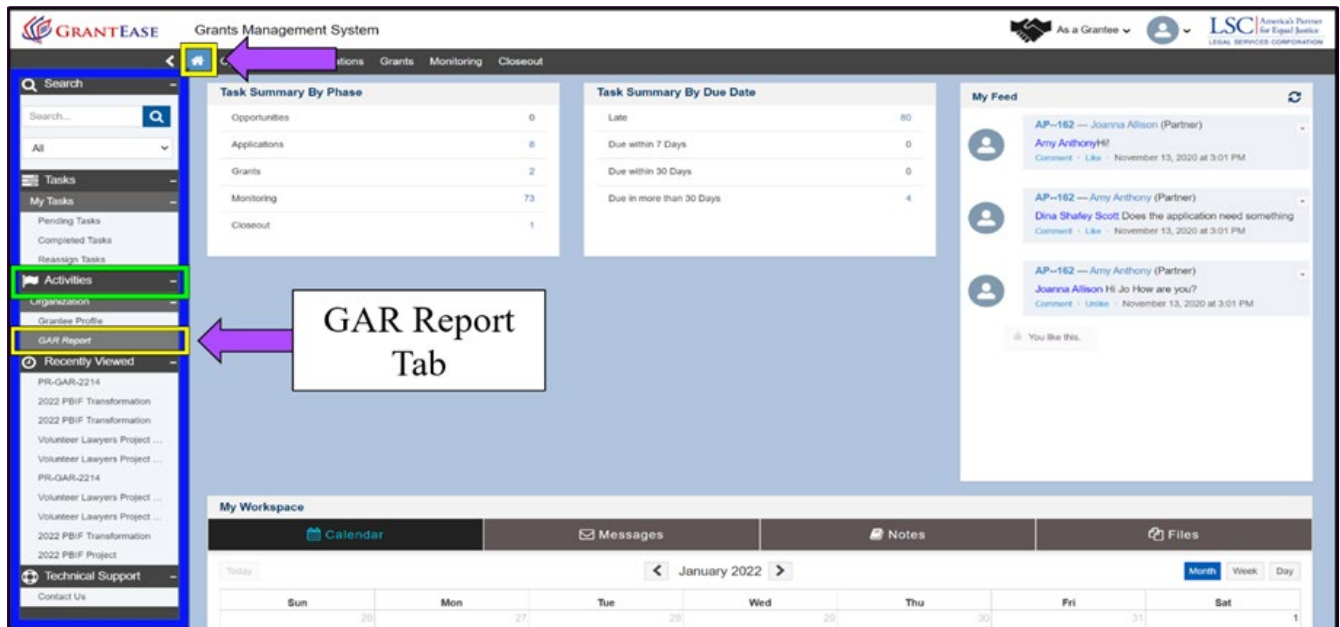 GRANTEASE
Grants Management System
As a Grantee
LSC America's Partner for Equal Justice
LEGAL SERVICES CORPORATION
Grants Monitoring Closeout
Search
Search...
All
Tasks
My Tasks
Pending Tasks
Completed Tasks
Reassign Tasks
Activities
Organization
Grantee Profile
GAR Report
Recently Viewed
PR-GAR-2214
2022 PBIF Transformation
2022 PBIF Transformation
Volunteer Lawyers Project ...
Volunteer Lawyers Project ...
PR-GAR-2214
Volunteer Lawyers Project ...
Volunteer Lawyers Project ...
2022 PBIF Transformation
2022 PBIF Project
Technical Support
Contact Us
Task Summary By Phase
Opportunities 0
Applications 8
Grants 2
Monitoring 73
Closeout 1
Task Summary By Due Date
Late 80
Due within 7 Days 0
Due within 30 Days 0
Due in more than 30 Days 4
My Feed
AP--162 — Joanna Allison (Partner)
Amy AnthonyHi!
Comment · Like · November 13, 2020 at 3:01 PM
AP--162 — Amy Anthony (Partner)
Dina Shafey Scott Does the application need something
Comment · Like · November 13, 2020 at 3:01 PM
AP--162 — Amy Anthony (Partner)
Joanna Allison Hi Jo How are you?
Comment · Unlike · November 13, 2020 at 3:01 PM
You like this.
GAR Report
Tab
My Workspace
Calendar Messages Notes Files
Today January 2022 Month Week Day
Sun Mon Tue Wed Thu Fri Sat
26 27 28 29 30 31 1